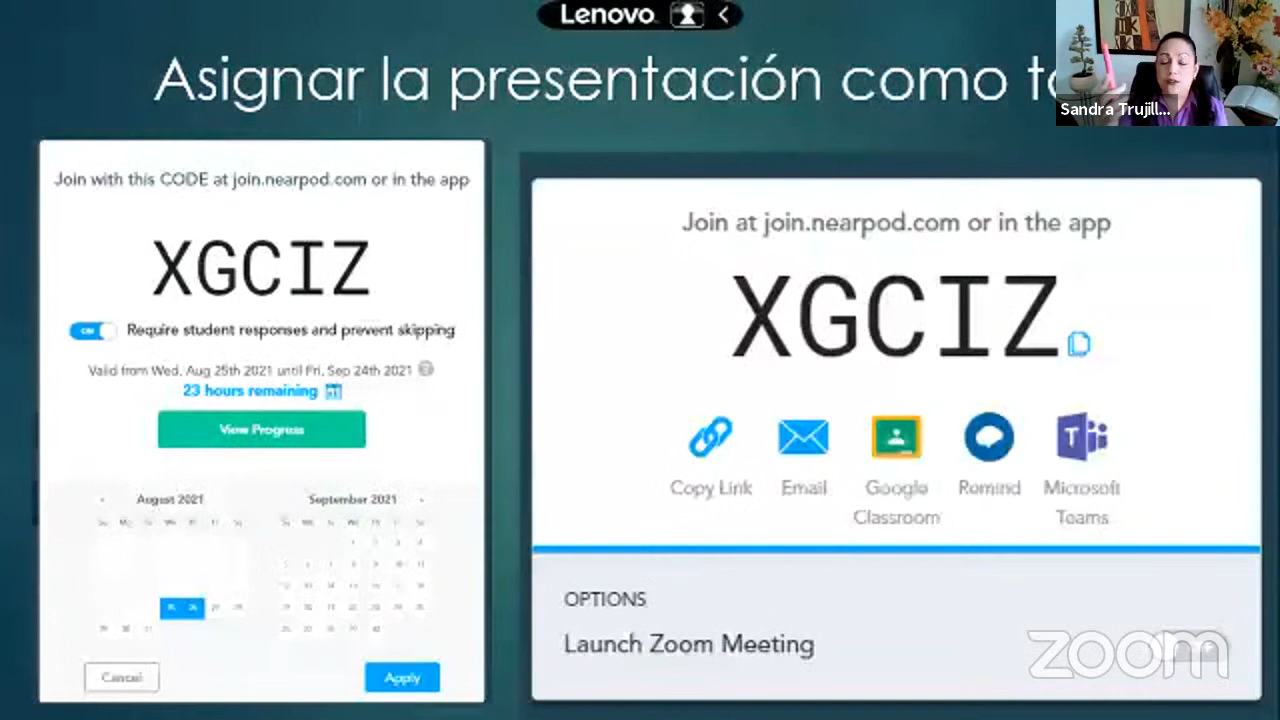 Lenovo
Asignar la presentación como
Sandra Trujill...
Join with this CODE at join.nearpod.com or in the app
XGCIZ
ON Require student responses and prevent skipping
Valid from Wed, Aug 25th 2021 until Fri, Sep 24th 2021 ?
23 hours remaining
View Progress
August 2021
September 2021
Cancel
Apply
Join at join.nearpod.com or in the app
XGCIZ
Copy Link
Email
Google
Classroom
Remind
Microsoft
Teams
OPTIONS
Launch Zoom Meeting
zoom